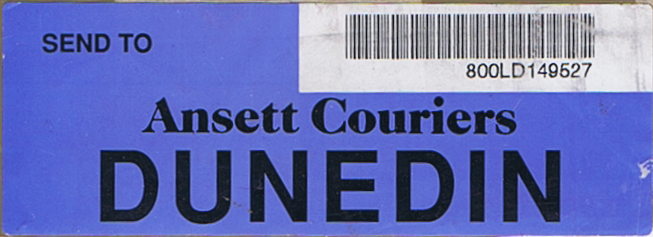 SEND TO
800LD149527
Ansett Couriers
DUNEDIN